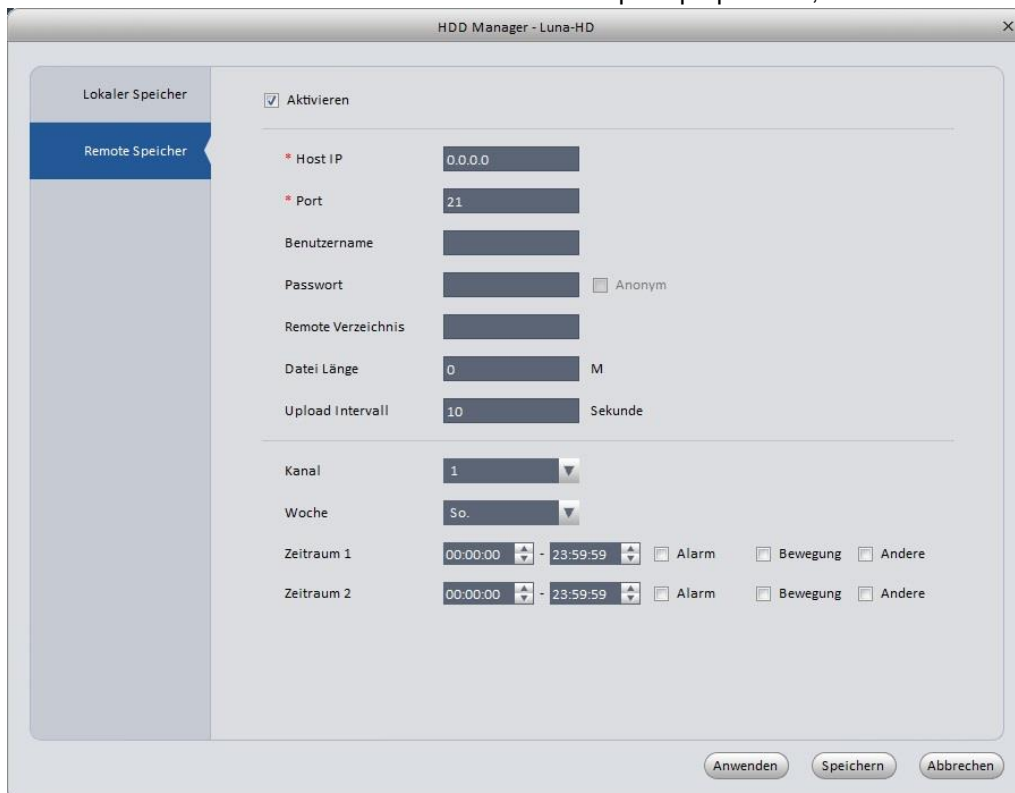 HDD Manager - Luna-HD
Lokaler Speicher
Remote Speicher
Aktivieren
* Host IP 0.0.0.0
* Port 21
Benutzername
Passwort Anonym
Remote Verzeichnis
Datei Länge 0 M
Upload Intervall 10 Sekunde
Kanal 1
Woche So.
Zeitraum 1 00:00:00 - 23:59:59 Alarm Bewegung Andere
Zeitraum 2 00:00:00 - 23:59:59 Alarm Bewegung Andere
Anwenden Speichern Abbrechen